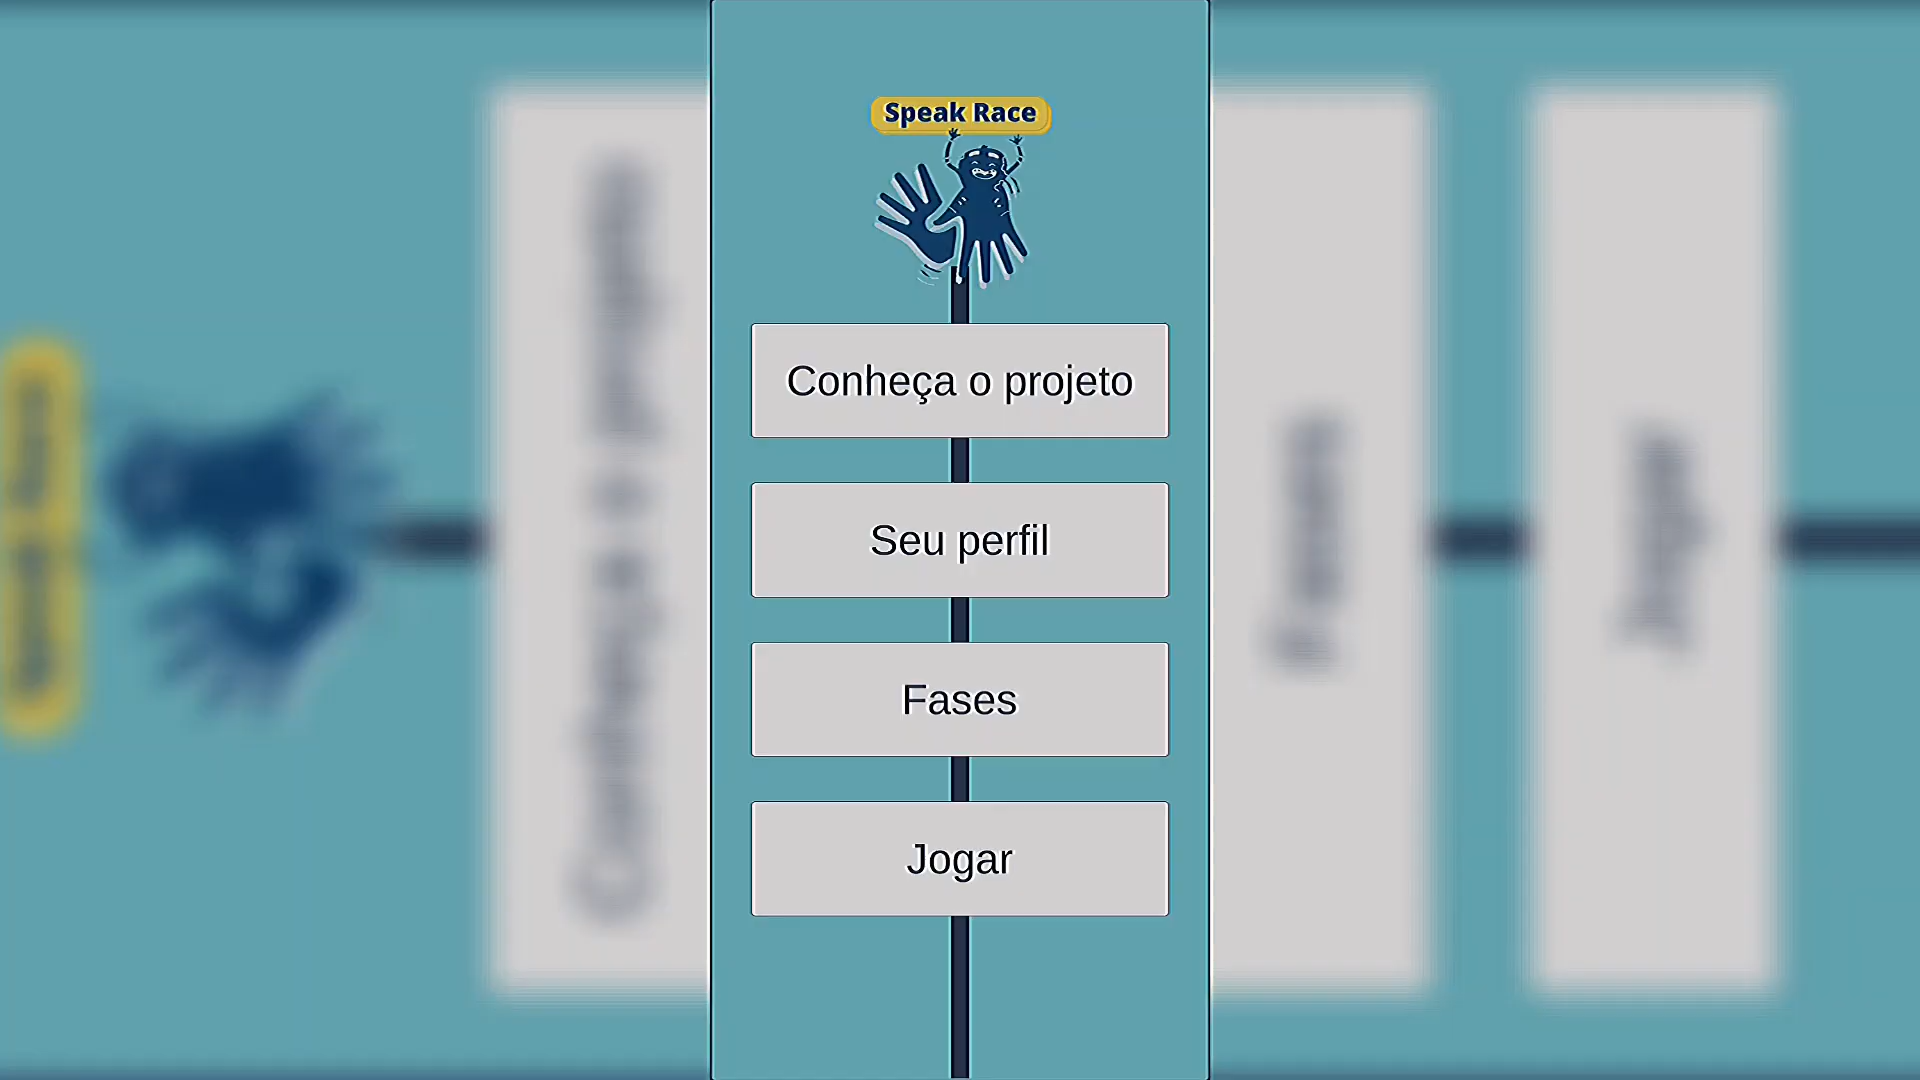 Speak Race
Conheça o projeto
Seu perfil
Fases
Jogar